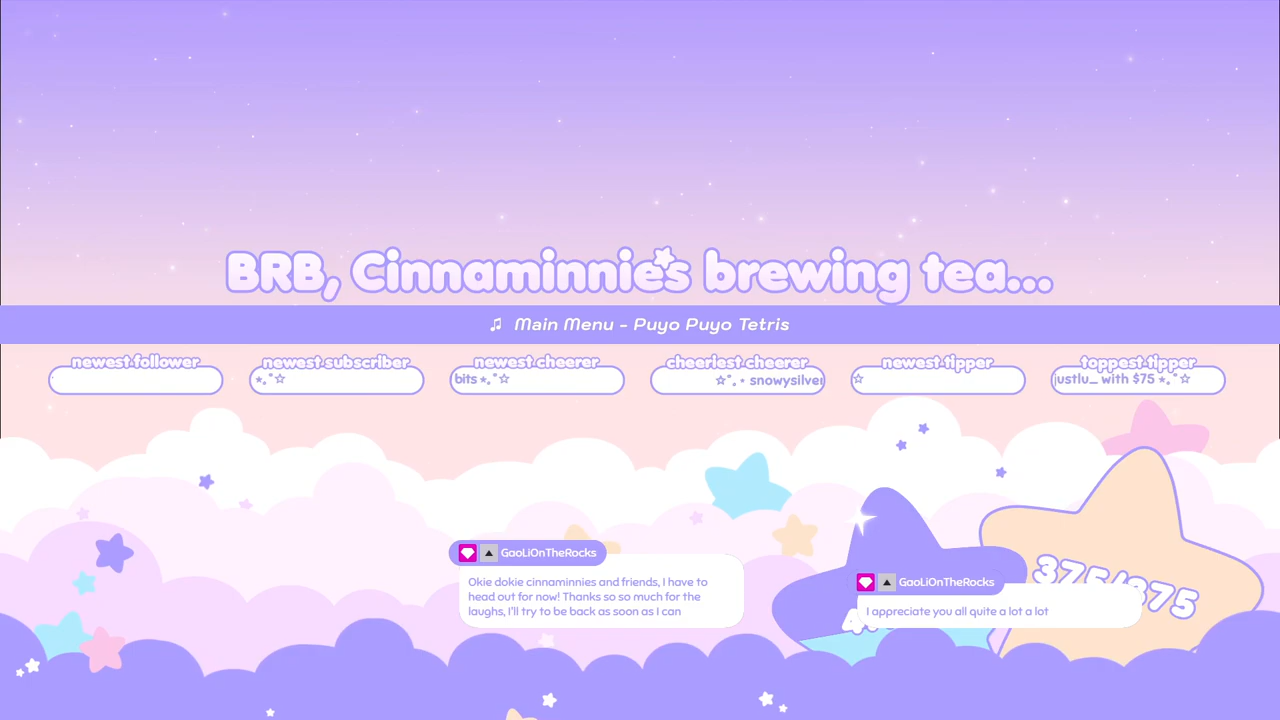 BRB, Cinnaminnie's brewing tea...
♫ Main Menu - Puyo Puyo Tetris
newest follower
newest subscriber
newest cheerer
cheeriest cheerer
newest tipper
toppest tipper
⋆｡˚☆
bits ⋆｡˚☆
☆˚｡⋆ snowysilver
☆
justlu_ with $75 ⋆｡˚☆
375/375
GaoLiOnTheRocks
Okie dokie cinnaminnies and friends, I have to
head out for now! Thanks so so much for the
laughs, I'll try to be back as soon as I can
GaoLiOnTheRocks
I appreciate you all quite a lot a lot